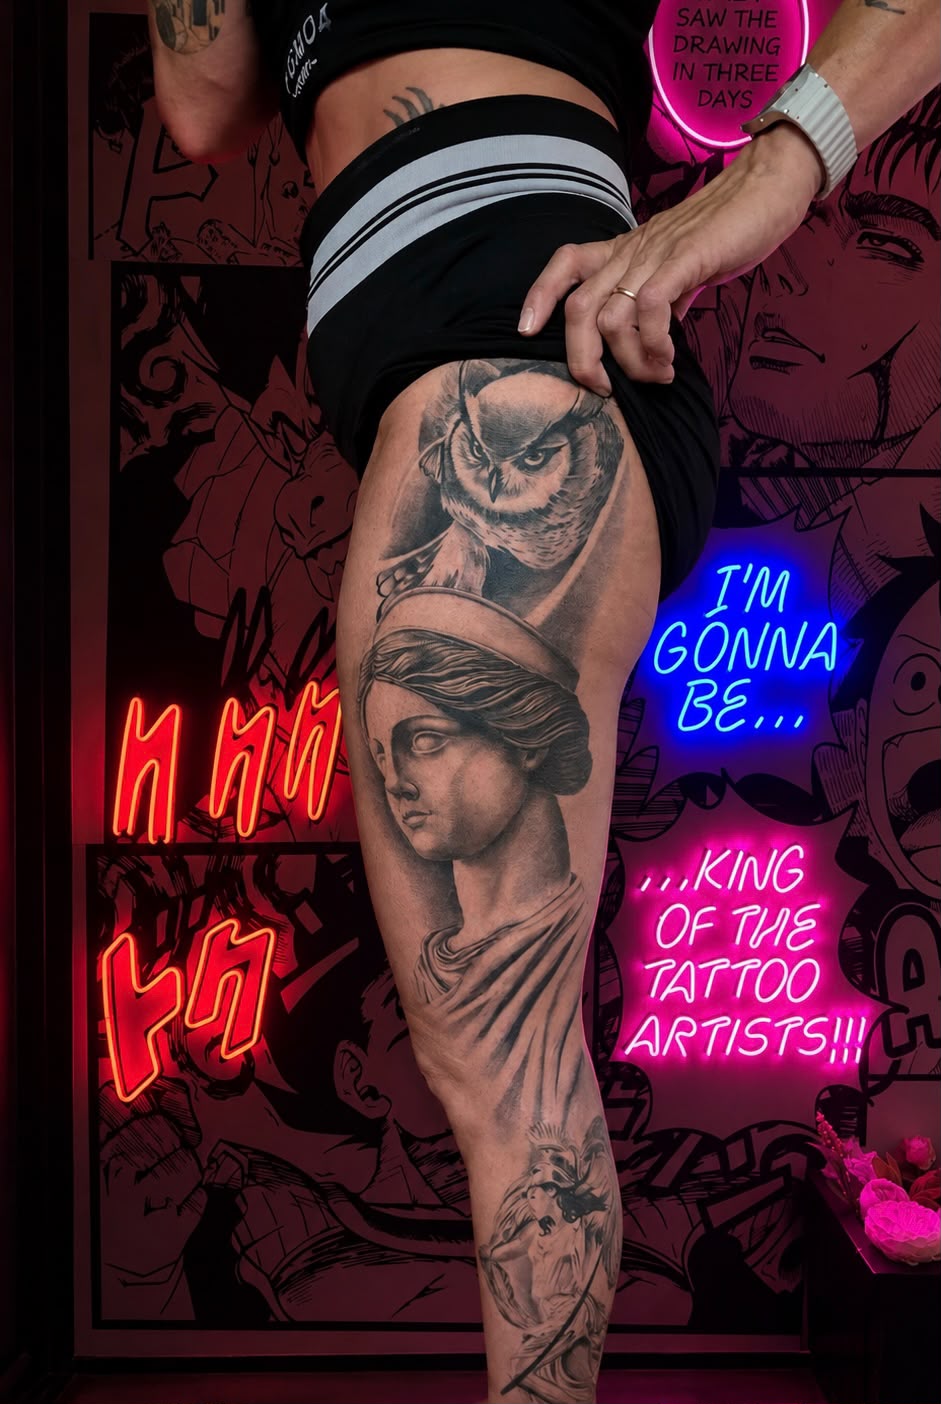 SAW THE
DRAWING
IN THREE
DAYS
I'M
GONNA
BE...
...KING
OF THE
TATTOO
ARTISTS!!!